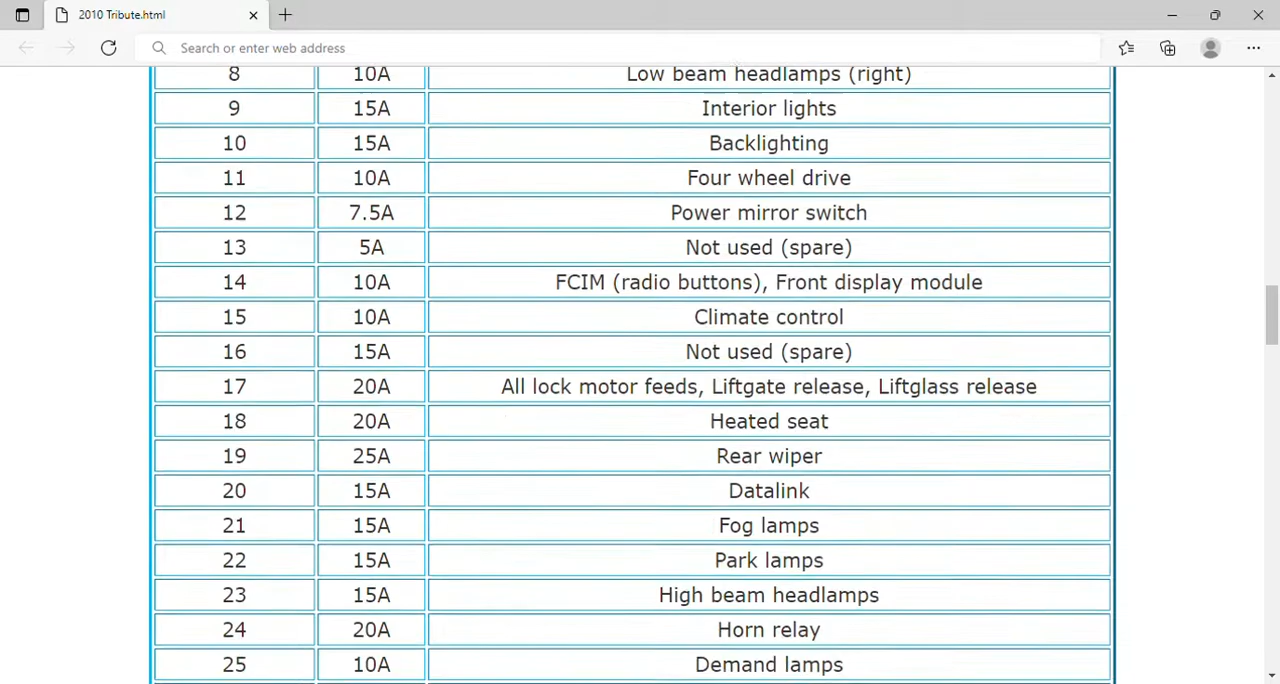 2010 Tribute.html
Search or enter web address
8 10A Low beam headlamps (right)
9 15A Interior lights
10 15A Backlighting
11 10A Four wheel drive
12 7.5A Power mirror switch
13 5A Not used (spare)
14 10A FCIM (radio buttons), Front display module
15 10A Climate control
16 15A Not used (spare)
17 20A All lock motor feeds, Liftgate release, Liftglass release
18 20A Heated seat
19 25A Rear wiper
20 15A Datalink
21 15A Fog lamps
22 15A Park lamps
23 15A High beam headlamps
24 20A Horn relay
25 10A Demand lamps